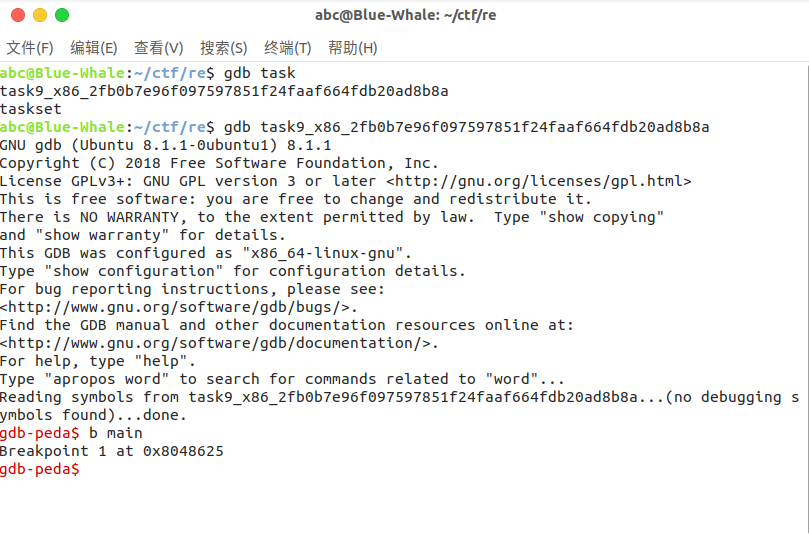 abc@Blue-Whale: ~/ctf/re
文件(F) 编辑(E) 查看(V) 搜索(S) 终端(T) 帮助(H)
abc@Blue-Whale:~/ctf/re$ gdb task
task9_x86_2fb0b7e96f097597851f24faaf664fdb20ad8b8a
taskset
abc@Blue-Whale:~/ctf/re$ gdb task9_x86_2fb0b7e96f097597851f24faaf664fdb20ad8b8a
GNU gdb (Ubuntu 8.1.1-0ubuntu1) 8.1.1
Copyright (C) 2018 Free Software Foundation, Inc.
License GPLv3+: GNU GPL version 3 or later <http://gnu.org/licenses/gpl.html>
This is free software: you are free to change and redistribute it.
There is NO WARRANTY, to the extent permitted by law.  Type "show copying"
and "show warranty" for details.
This GDB was configured as "x86_64-linux-gnu".
Type "show configuration" for configuration details.
For bug reporting instructions, please see:
<http://www.gnu.org/software/gdb/bugs/>.
Find the GDB manual and other documentation resources online at:
<http://www.gnu.org/software/gdb/documentation/>.
For help, type "help".
Type "apropos word" to search for commands related to "word"...
Reading symbols from task9_x86_2fb0b7e96f097597851f24faaf664fdb20ad8b8a...(no debugging s
ymbols found)...done.
gdb-peda$ b main
Breakpoint 1 at 0x8048625
gdb-peda$